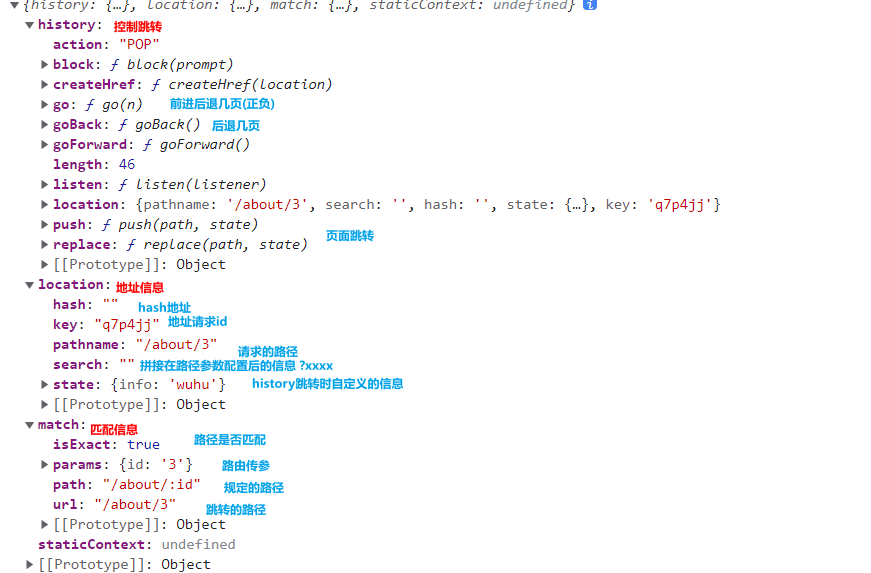 ▼{history: {…}, location: {…}, match: {…}, staticContext: undefined} i
▼history: 控制跳转
action: "POP"
▶block: ƒ block(prompt)
▶createHref: ƒ createHref(location)
▶go: ƒ go(n) 前进后退几页(正负)
▶goBack: ƒ goBack() 后退几页
▶goForward: ƒ goForward()
length: 46
▶listen: ƒ listen(listener)
▶location: {pathname: '/about/3', search: '', hash: '', state: {…}, key: 'q7p4jj'}
▶push: ƒ push(path, state)
▶replace: ƒ replace(path, state) 页面跳转
▶[[Prototype]]: Object
▼location: 地址信息
hash: "" hash地址
key: "q7p4jj" 地址请求id
pathname: "/about/3" 请求的路径
search: "" 拼接在路径参数配置后的信息 ?xxxx
▶state: {info: 'wuhu'} history跳转时自定义的信息
▶[[Prototype]]: Object
▼match: 匹配信息
isExact: true 路径是否匹配
▶params: {id: '3'} 路由传参
path: "/about/:id" 规定的路径
url: "/about/3" 跳转的路径
▶[[Prototype]]: Object
staticContext: undefined
▶[[Prototype]]: Object